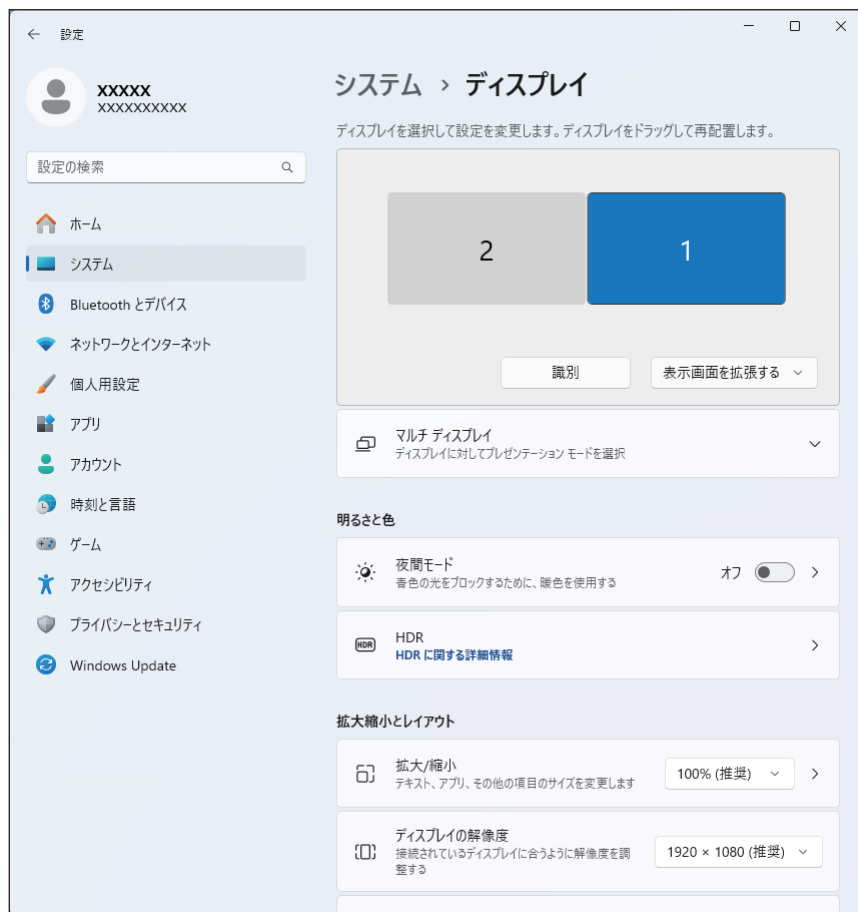 設定
XXXXX
XXXXXXXXXX
設定の検索
ホーム
システム
Bluetooth とデバイス
ネットワークとインターネット
個人用設定
アプリ
アカウント
時刻と言語
ゲーム
アクセシビリティ
プライバシーとセキュリティ
Windows Update
システム › ディスプレイ
ディスプレイを選択して設定を変更します。ディスプレイをドラッグして再配置します。
2
1
識別
表示画面を拡張する
マルチ ディスプレイ
ディスプレイに対してプレゼンテーション モードを選択
明るさと色
夜間モード
青色の光をブロックするために、暖色を使用する
オフ
HDR
HDR
HDR に関する詳細情報
拡大縮小とレイアウト
拡大/縮小
テキスト、アプリ、その他の項目のサイズを変更します
100% (推奨)
ディスプレイの解像度
接続されているディスプレイに合うように解像度を調
整する
1920 × 1080 (推奨)